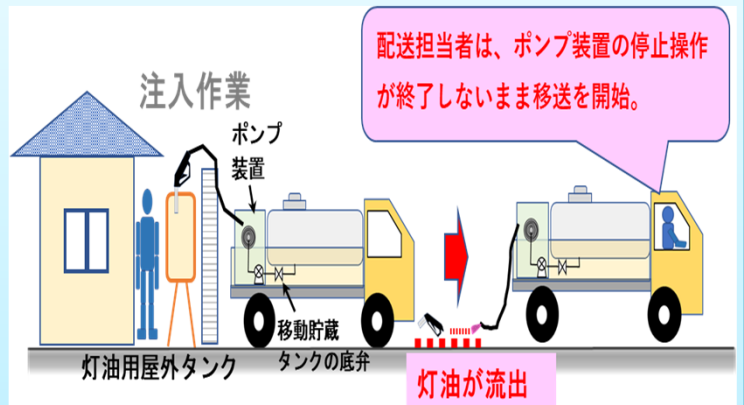 配送担当者は、ポンプ装置の停止操作
が終了しないまま移送を開始。
注入作業
ポンプ
装置
移動貯蔵
タンクの底弁
灯油用屋外タンク
灯油が流出